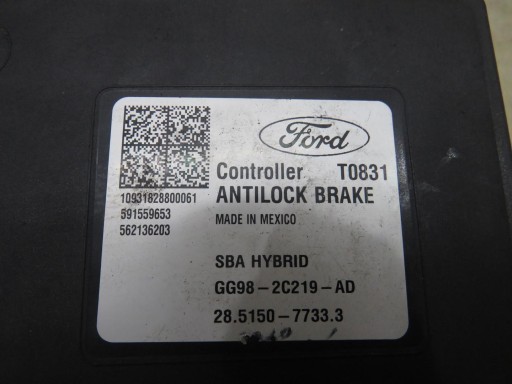 Ford
Controller T0831
ANTILOCK BRAKE
MADE IN MEXICO
10931828800061
591559653
562136203
SBA HYBRID
GG98-2C219-AD
28.5150-7733.3